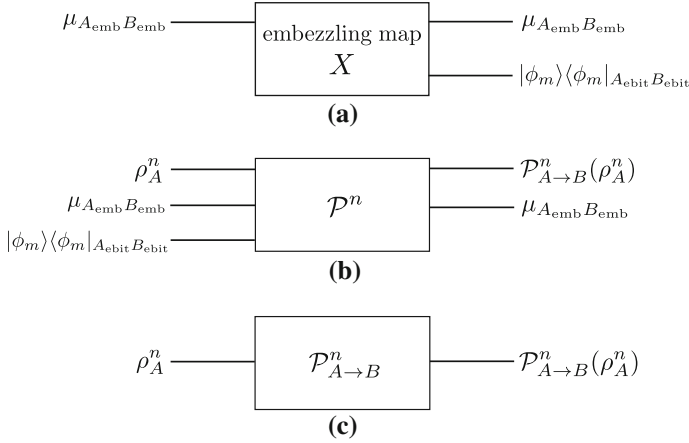 μ_{A_emb B_emb} embezzling map μ_{A_emb B_emb}
X
|ϕ_m⟩⟨ϕ_m|_{A_ebit B_ebit}
(a)
ρ_A^n 𝒫^n_{A→B}(ρ_A^n)
μ_{A_emb B_emb} 𝒫^n μ_{A_emb B_emb}
|ϕ_m⟩⟨ϕ_m|_{A_ebit B_ebit}
(b)
ρ_A^n 𝒫^n_{A→B} 𝒫^n_{A→B}(ρ_A^n)
(c)